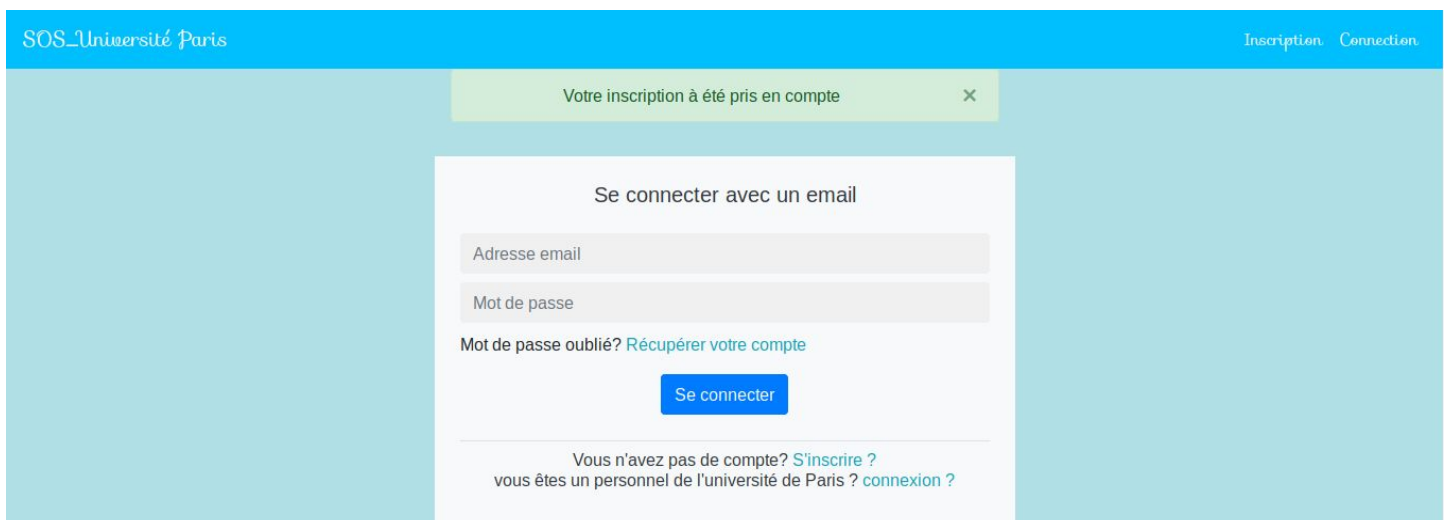 SOS_Université Paris
Inscription Connection
Votre inscription à été pris en compte ×
Se connecter avec un email
Adresse email
Mot de passe
Mot de passe oublié? Récupérer votre compte
Se connecter
Vous n'avez pas de compte? S'inscrire ?
vous êtes un personnel de l'université de Paris ? connexion ?